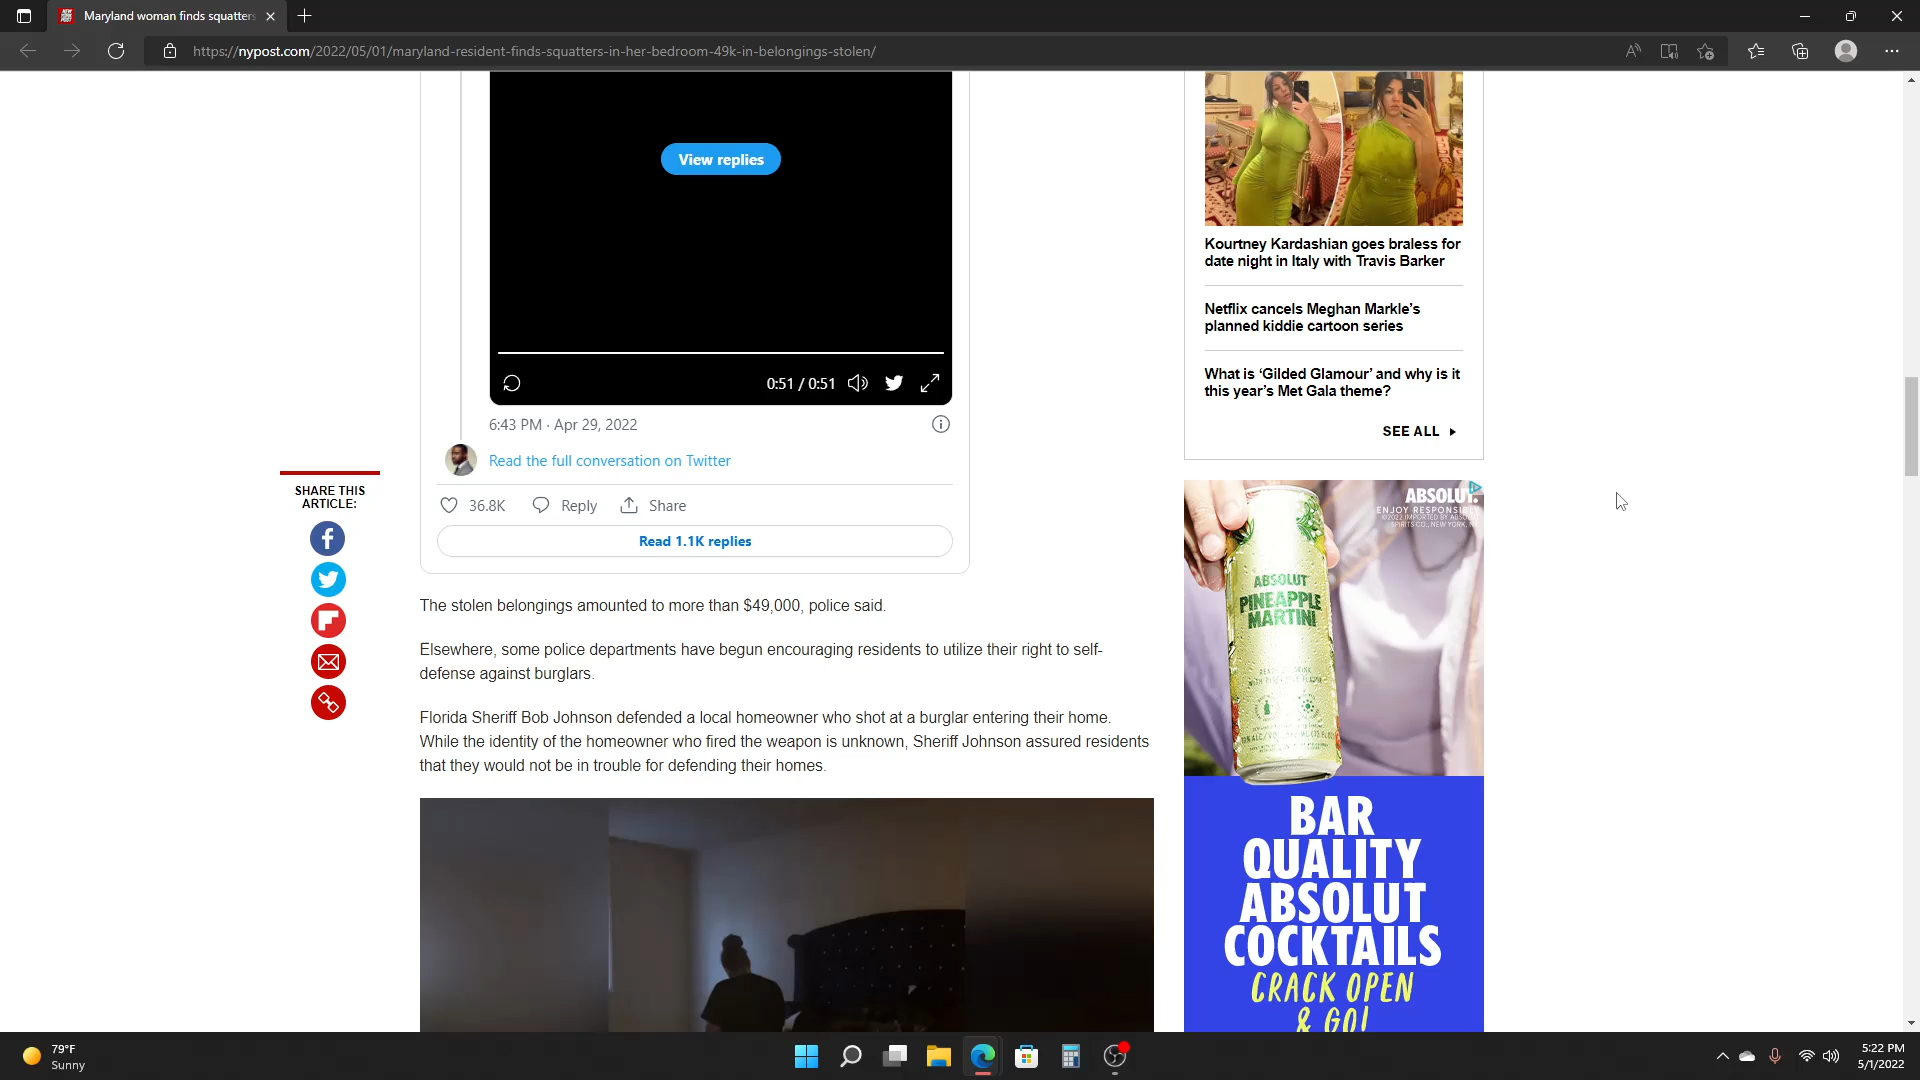 Maryland woman finds squatters
https://nypost.com/2022/05/01/maryland-resident-finds-squatters-in-her-bedroom-49k-in-belongings-stolen/
View replies
0:51 / 0:51
6:43 PM · Apr 29, 2022
Read the full conversation on Twitter
36.8K Reply Share
Read 1.1K replies
SHARE THIS
ARTICLE:
The stolen belongings amounted to more than $49,000, police said.
Elsewhere, some police departments have begun encouraging residents to utilize their right to self-
defense against burglars.
Florida Sheriff Bob Johnson defended a local homeowner who shot at a burglar entering their home.
While the identity of the homeowner who fired the weapon is unknown, Sheriff Johnson assured residents
that they would not be in trouble for defending their homes.
Kourtney Kardashian goes braless for
date night in Italy with Travis Barker
Netflix cancels Meghan Markle’s
planned kiddie cartoon series
What is ‘Gilded Glamour’ and why is it
this year’s Met Gala theme?
SEE ALL
ABSOLUT.
ENJOY RESPONSIBLY
ABSOLUT
PINEAPPLE
MARTINI
BAR
QUALITY
ABSOLUT
COCKTAILS
CRACK OPEN
& GO!
79°F
Sunny
5:22 PM
5/1/2022